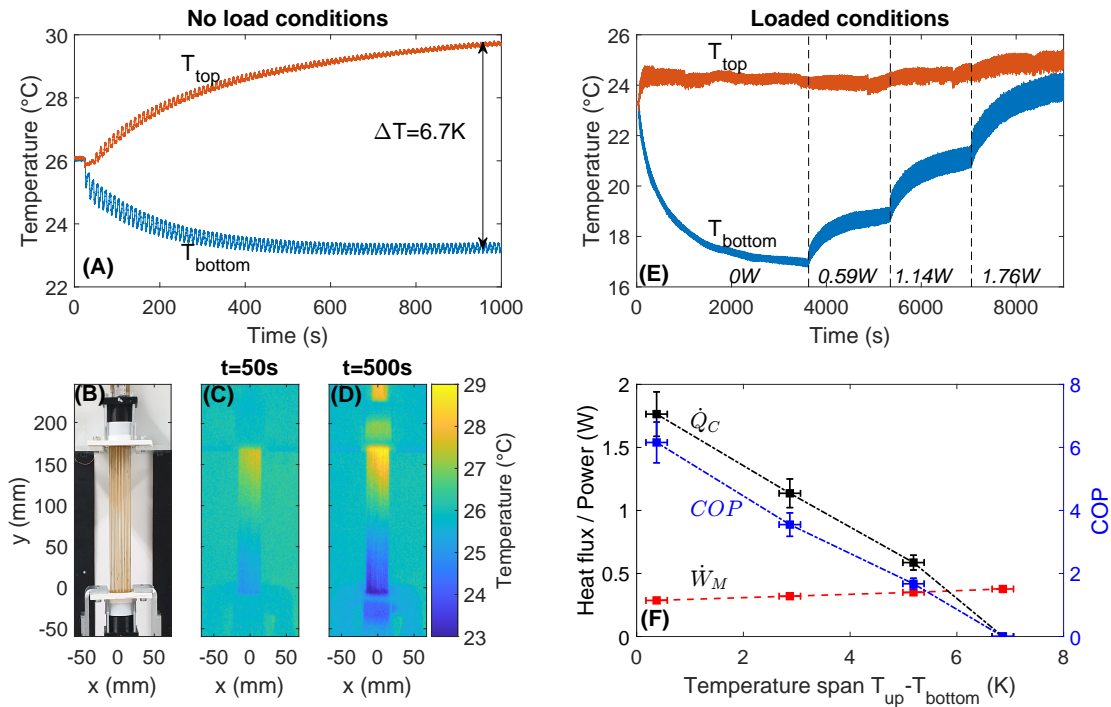 No load conditions
30
28
26
24
22
Temperature (°C)
T_top
ΔT=6.7K
T_bottom
(A)
0 200 400 600 800 1000
Time (s)
Loaded conditions
26
24
22
20
18
16
Temperature (°C)
T_top
T_bottom
(E)
0W 0.59W 1.14W 1.76W
0 2000 4000 6000 8000
Time (s)
t=50s t=500s
(B) (C) (D)
200
150
100
50
0
-50
y (mm)
29
28
27
26
25
24
23
Temperature (°C)
-50 0 50 -50 0 50 -50 0 50
x (mm) x (mm) x (mm)
2
1.5
1
0.5
0
Heat flux / Power (W)
Q̇_C
COP
Ẇ_M
(F)
8
6
4
2
0
COP
0 2 4 6 8
Temperature span T_up-T_bottom (K)